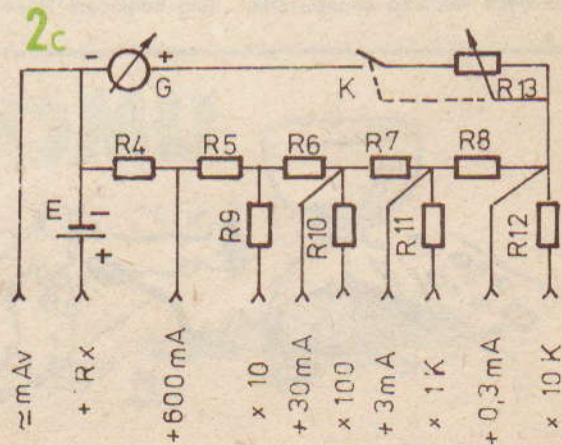 2c
- +
G K R13
R4 R5 R6 R7 R8
E - R9 R10 R11 R12
+
≃mAv
+ Rx
+600mA
x 10
+30mA
x100
+3mA
x 1K
+0,3mA
x 10K